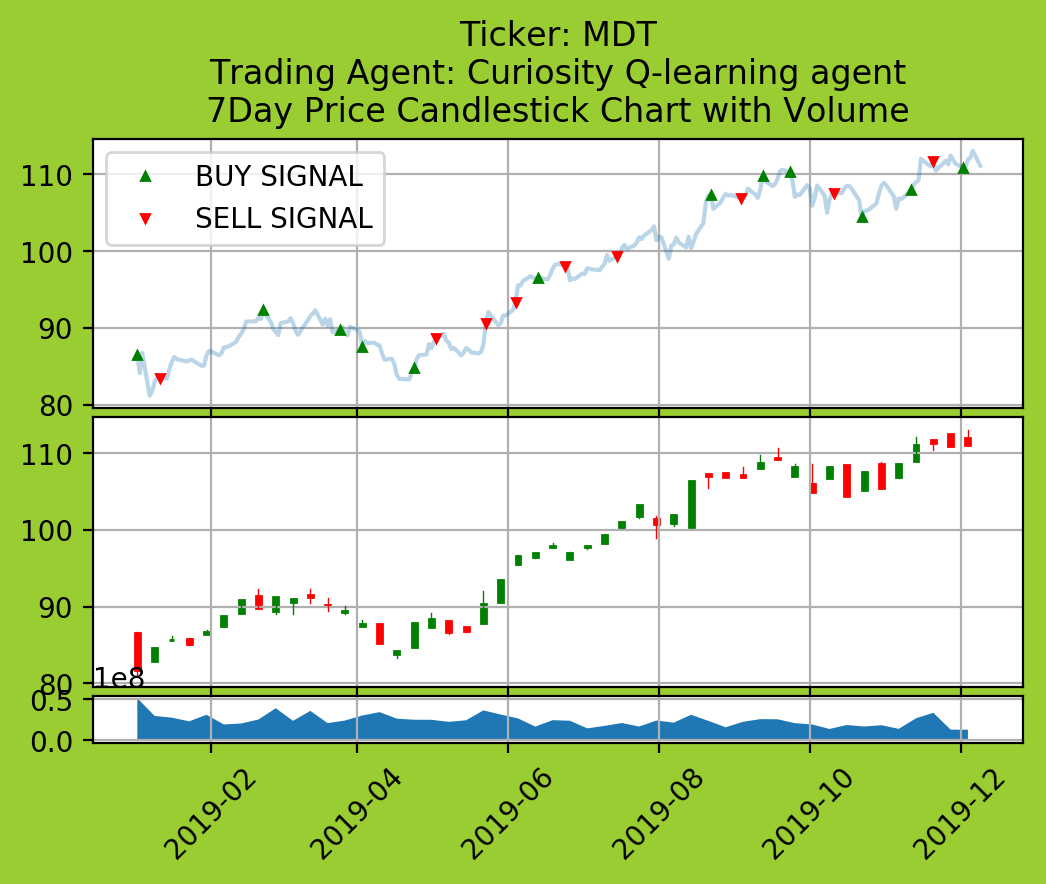 Ticker: MDT
Trading Agent: Curiosity Q-learning agent
7Day Price Candlestick Chart with Volume
BUY SIGNAL
SELL SIGNAL
110
100
90
80
110
100
90
80
1e8
0.5
0.0
2019-02
2019-04
2019-06
2019-08
2019-10
2019-12